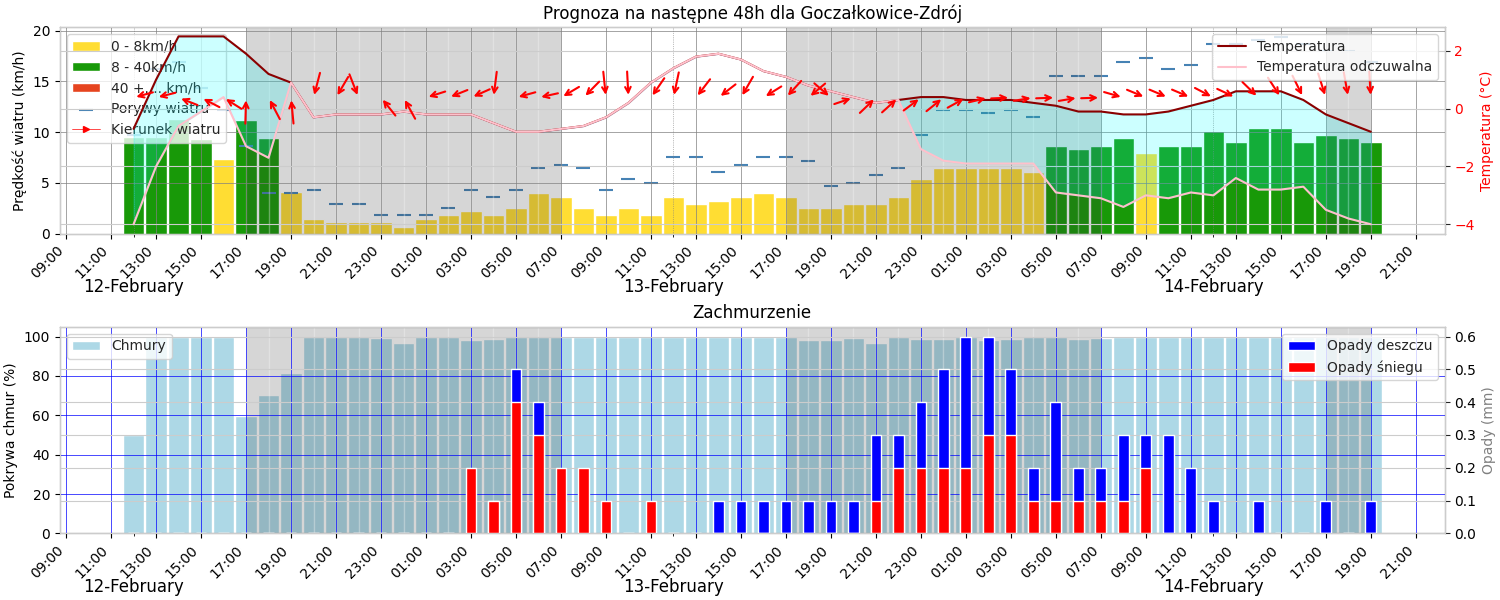 Prognoza na następne 48h dla Goczałkowice-Zdrój
Prędkość wiatru (km/h)
20
15
10
5
0
0 - 8km/h
8 - 40km/h
40 + ... km/h
Porywy wiatru
Kierunek wiatru
Temperatura
Temperatura odczuwalna
2
0
−2
−4
Temperatura (°C)
09:00 11:00 13:00 15:00 17:00 19:00 21:00 23:00 01:00 03:00 05:00 07:00 09:00 11:00 13:00 15:00 17:00 19:00 21:00 23:00 01:00 03:00 05:00 07:00 09:00 11:00 13:00 15:00 17:00 19:00 21:00
12-February 13-February 14-February
Zachmurzenie
Pokrywa chmur (%)
100
80
60
40
20
0
Chmury
Opady deszczu
Opady śniegu
0.6
0.5
0.4
0.3
0.2
0.1
0.0
Opady (mm)
09:00 11:00 13:00 15:00 17:00 19:00 21:00 23:00 01:00 03:00 05:00 07:00 09:00 11:00 13:00 15:00 17:00 19:00 21:00 23:00 01:00 03:00 05:00 07:00 09:00 11:00 13:00 15:00 17:00 19:00 21:00
12-February 13-February 14-February